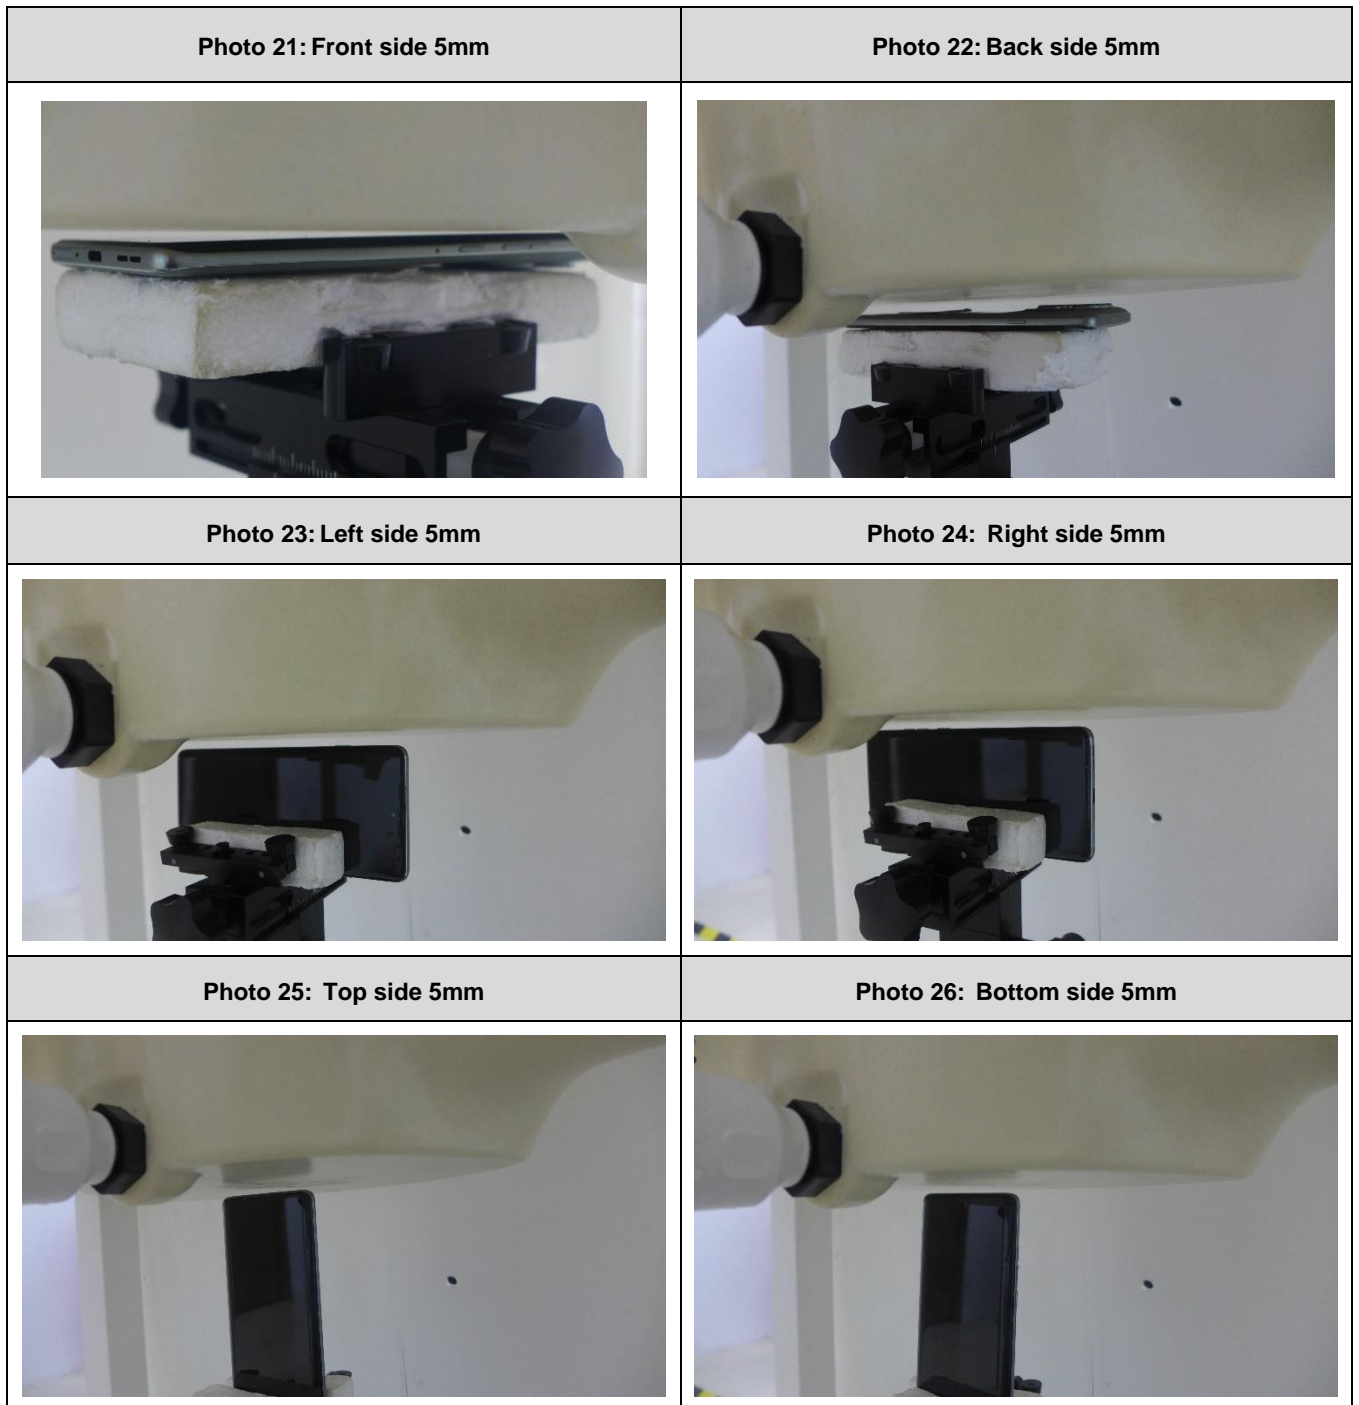 Photo 21: Front side 5mm
Photo 22: Back side 5mm
Photo 23: Left side 5mm
Photo 24: Right side 5mm
Photo 25: Top side 5mm
Photo 26: Bottom side 5mm